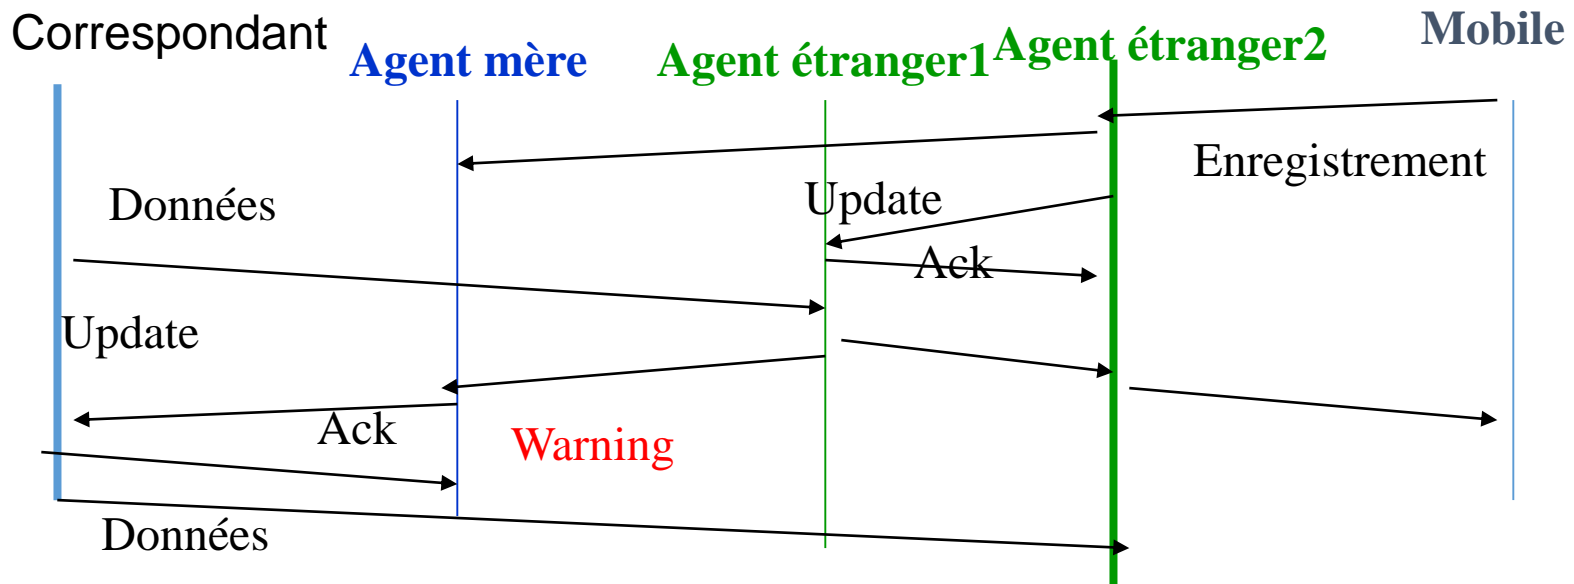 Correspondant
Agent mère
Agent étranger1
Agent étranger2
Mobile
Enregistrement
Données
Update
Ack
Update
Ack
Warning
Données